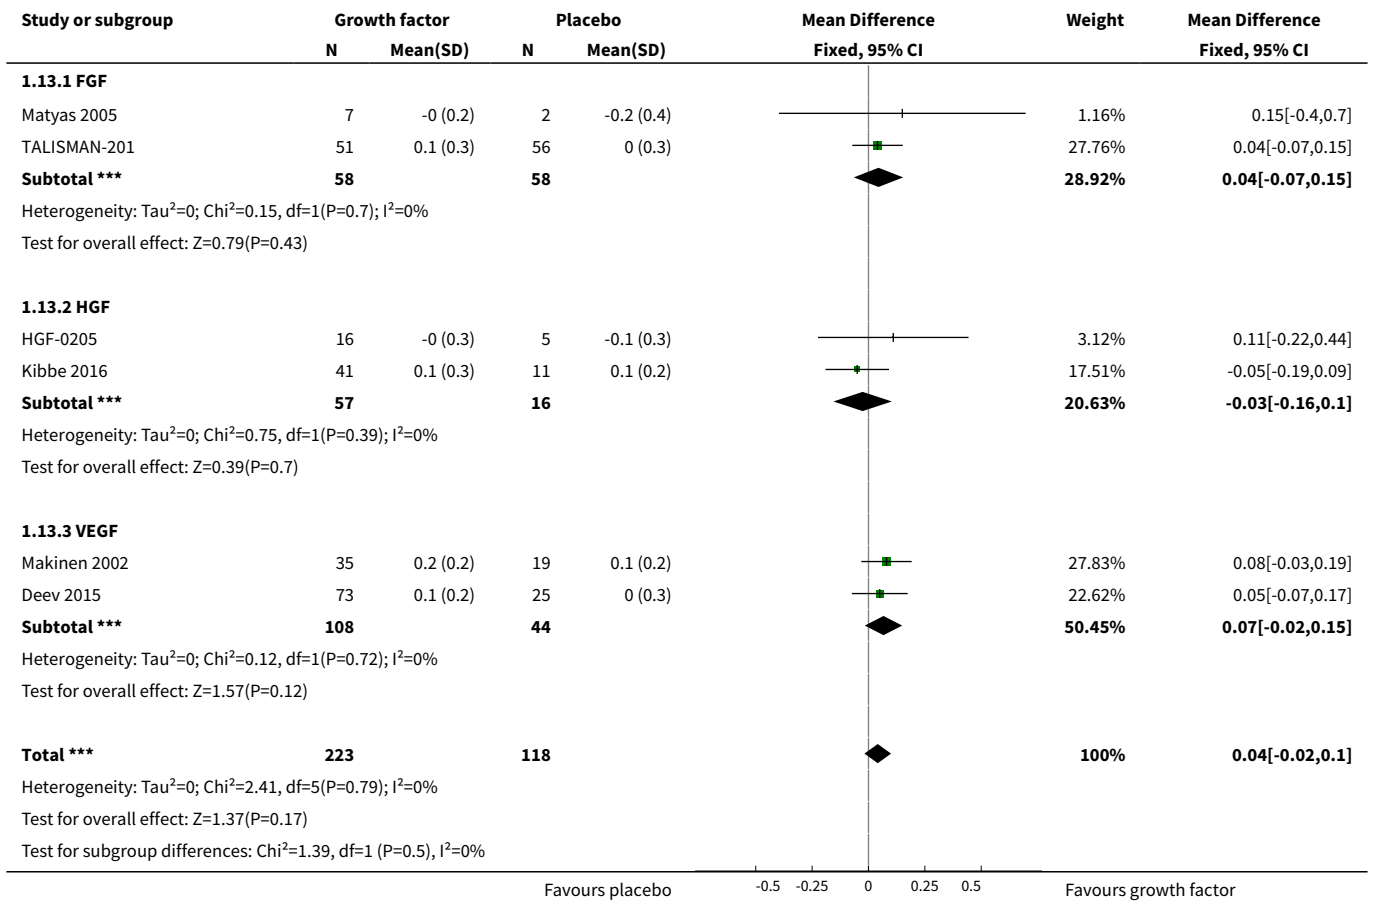 Study or subgroup Growth factor Placebo Mean Difference Weight Mean Difference
N Mean(SD) N Mean(SD) Fixed, 95% CI Fixed, 95% CI
1.13.1 FGF
Matyas 2005 7 -0 (0.2) 2 -0.2 (0.4) 1.16% 0.15[-0.4,0.7]
TALISMAN-201 51 0.1 (0.3) 56 0 (0.3) 27.76% 0.04[-0.07,0.15]
Subtotal *** 58 58 28.92% 0.04[-0.07,0.15]
Heterogeneity: Tau²=0; Chi²=0.15, df=1(P=0.7); I²=0%
Test for overall effect: Z=0.79(P=0.43)
1.13.2 HGF
HGF-0205 16 -0 (0.3) 5 -0.1 (0.3) 3.12% 0.11[-0.22,0.44]
Kibbe 2016 41 0.1 (0.3) 11 0.1 (0.2) 17.51% -0.05[-0.19,0.09]
Subtotal *** 57 16 20.63% -0.03[-0.16,0.1]
Heterogeneity: Tau²=0; Chi²=0.75, df=1(P=0.39); I²=0%
Test for overall effect: Z=0.39(P=0.7)
1.13.3 VEGF
Makinen 2002 35 0.2 (0.2) 19 0.1 (0.2) 27.83% 0.08[-0.03,0.19]
Deev 2015 73 0.1 (0.2) 25 0 (0.3) 22.62% 0.05[-0.07,0.17]
Subtotal *** 108 44 50.45% 0.07[-0.02,0.15]
Heterogeneity: Tau²=0; Chi²=0.12, df=1(P=0.72); I²=0%
Test for overall effect: Z=1.57(P=0.12)
Total *** 223 118 100% 0.04[-0.02,0.1]
Heterogeneity: Tau²=0; Chi²=2.41, df=5(P=0.79); I²=0%
Test for overall effect: Z=1.37(P=0.17)
Test for subgroup differences: Chi²=1.39, df=1 (P=0.5), I²=0%
Favours placebo -0.5 -0.25 0 0.25 0.5 Favours growth factor